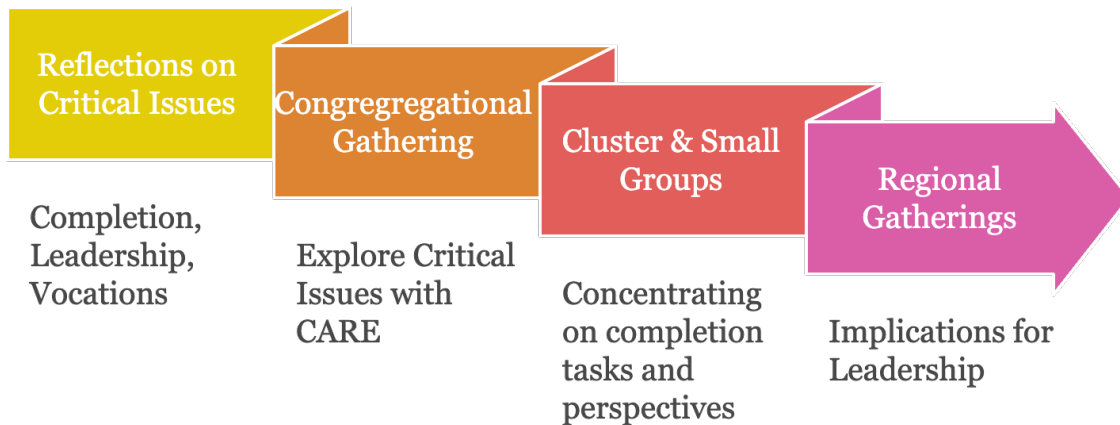 Reflections on
Critical Issues
Completion,
Leadership,
Vocations
Congregregational
Gathering
Explore Critical
Issues with
CARE
Cluster & Small
Groups
Concentrating
on completion
tasks and
perspectives
Regional
Gatherings
Implications for
Leadership